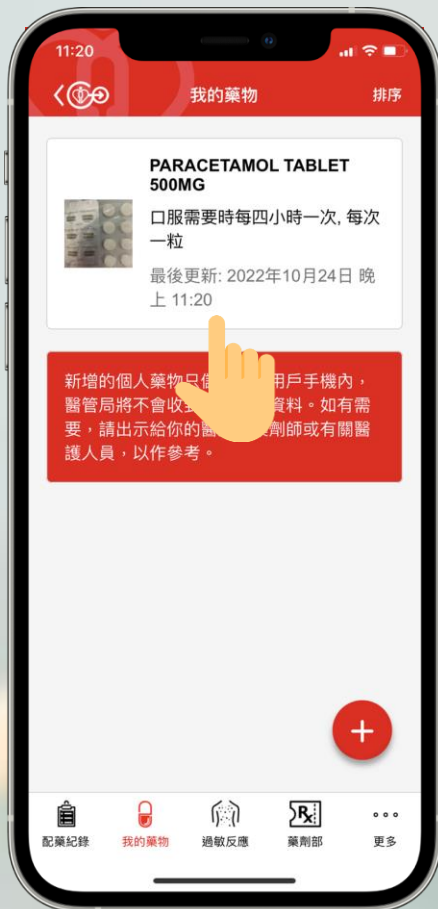 11:20
我的藥物
排序
PARACETAMOL TABLET
500MG
口服需要時每四小時一次, 每次
一粒
最後更新: 2022年10月24日 晚
上 11:20
新增的個人藥物只 用戶手機內，
醫管局將不會收 資料。如有需
要，請出示給你的醫 劑師或有關醫
護人員，以作參考。
+
配藥紀錄
我的藥物
過敏反應
Rx
藥劑部
更多